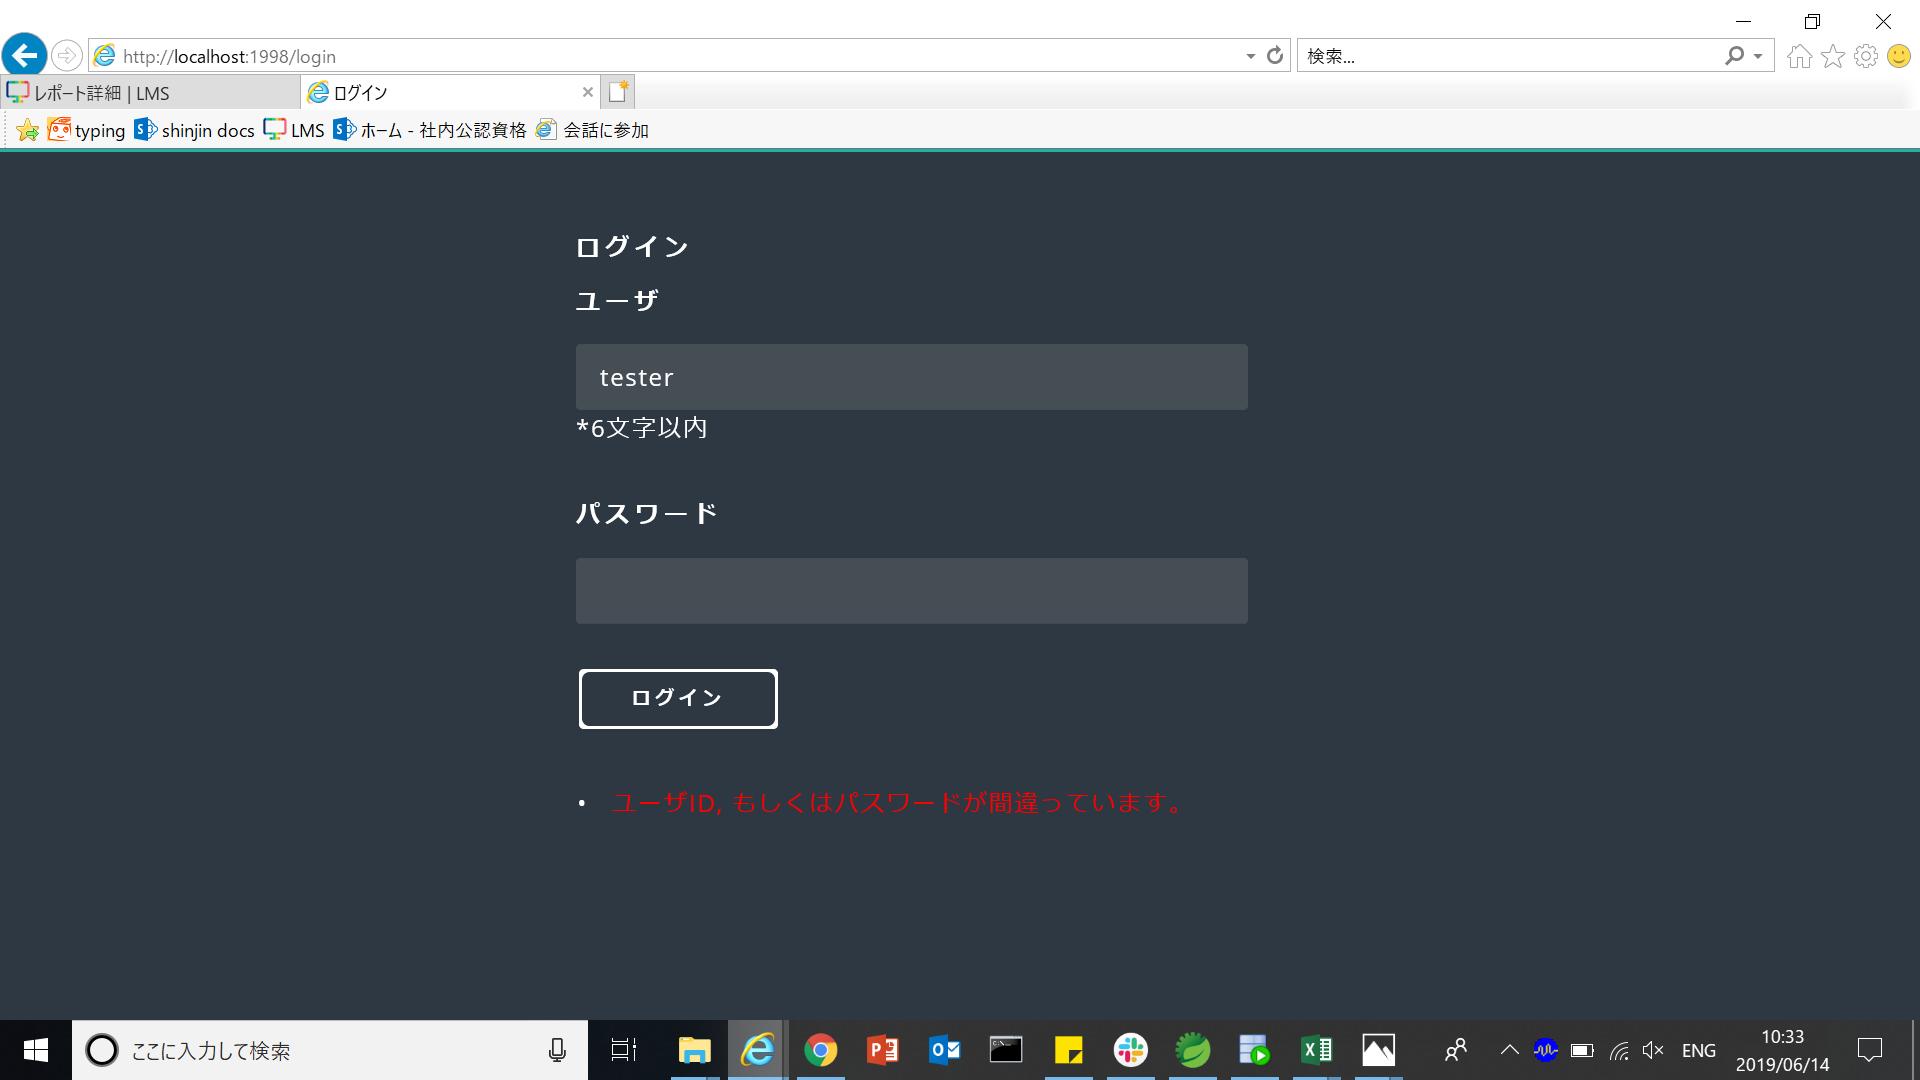 http://localhost:1998/login
検索...
レポート詳細 | LMS
ログイン
typing
shinjin docs
LMS
ホーム - 社内公認資格
会話に参加
ログイン
ユーザ
tester
*6文字以内
パスワード
ログイン
• ユーザID, もしくはパスワードが間違っています。
ここに入力して検索
ENG
10:33
2019/06/14